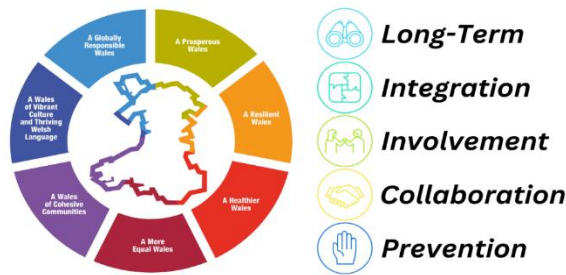 A Globally
Responsible
Wales
A Prosperous
Wales
A Resilient
Wales
A Healthier
Wales
A More
Equal Wales
A Wales
of Cohesive
Communities
A Wales
of Vibrant
Culture
and Thriving
Welsh
Language
Long-Term
Integration
Involvement
Collaboration
Prevention